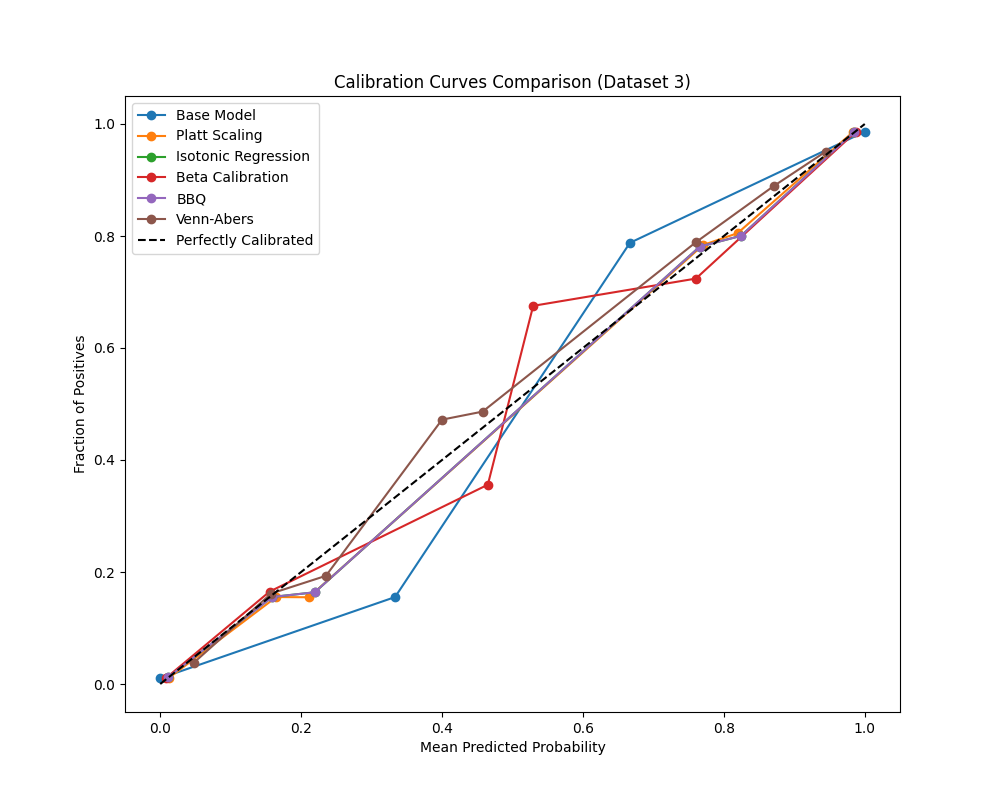 Calibration Curves Comparison (Dataset 3)
Base Model
Platt Scaling
Isotonic Regression
Beta Calibration
BBQ
Venn-Abers
Perfectly Calibrated
1.0
0.8
0.6
0.4
0.2
0.0
Fraction of Positives
0.0 0.2 0.4 0.6 0.8 1.0
Mean Predicted Probability